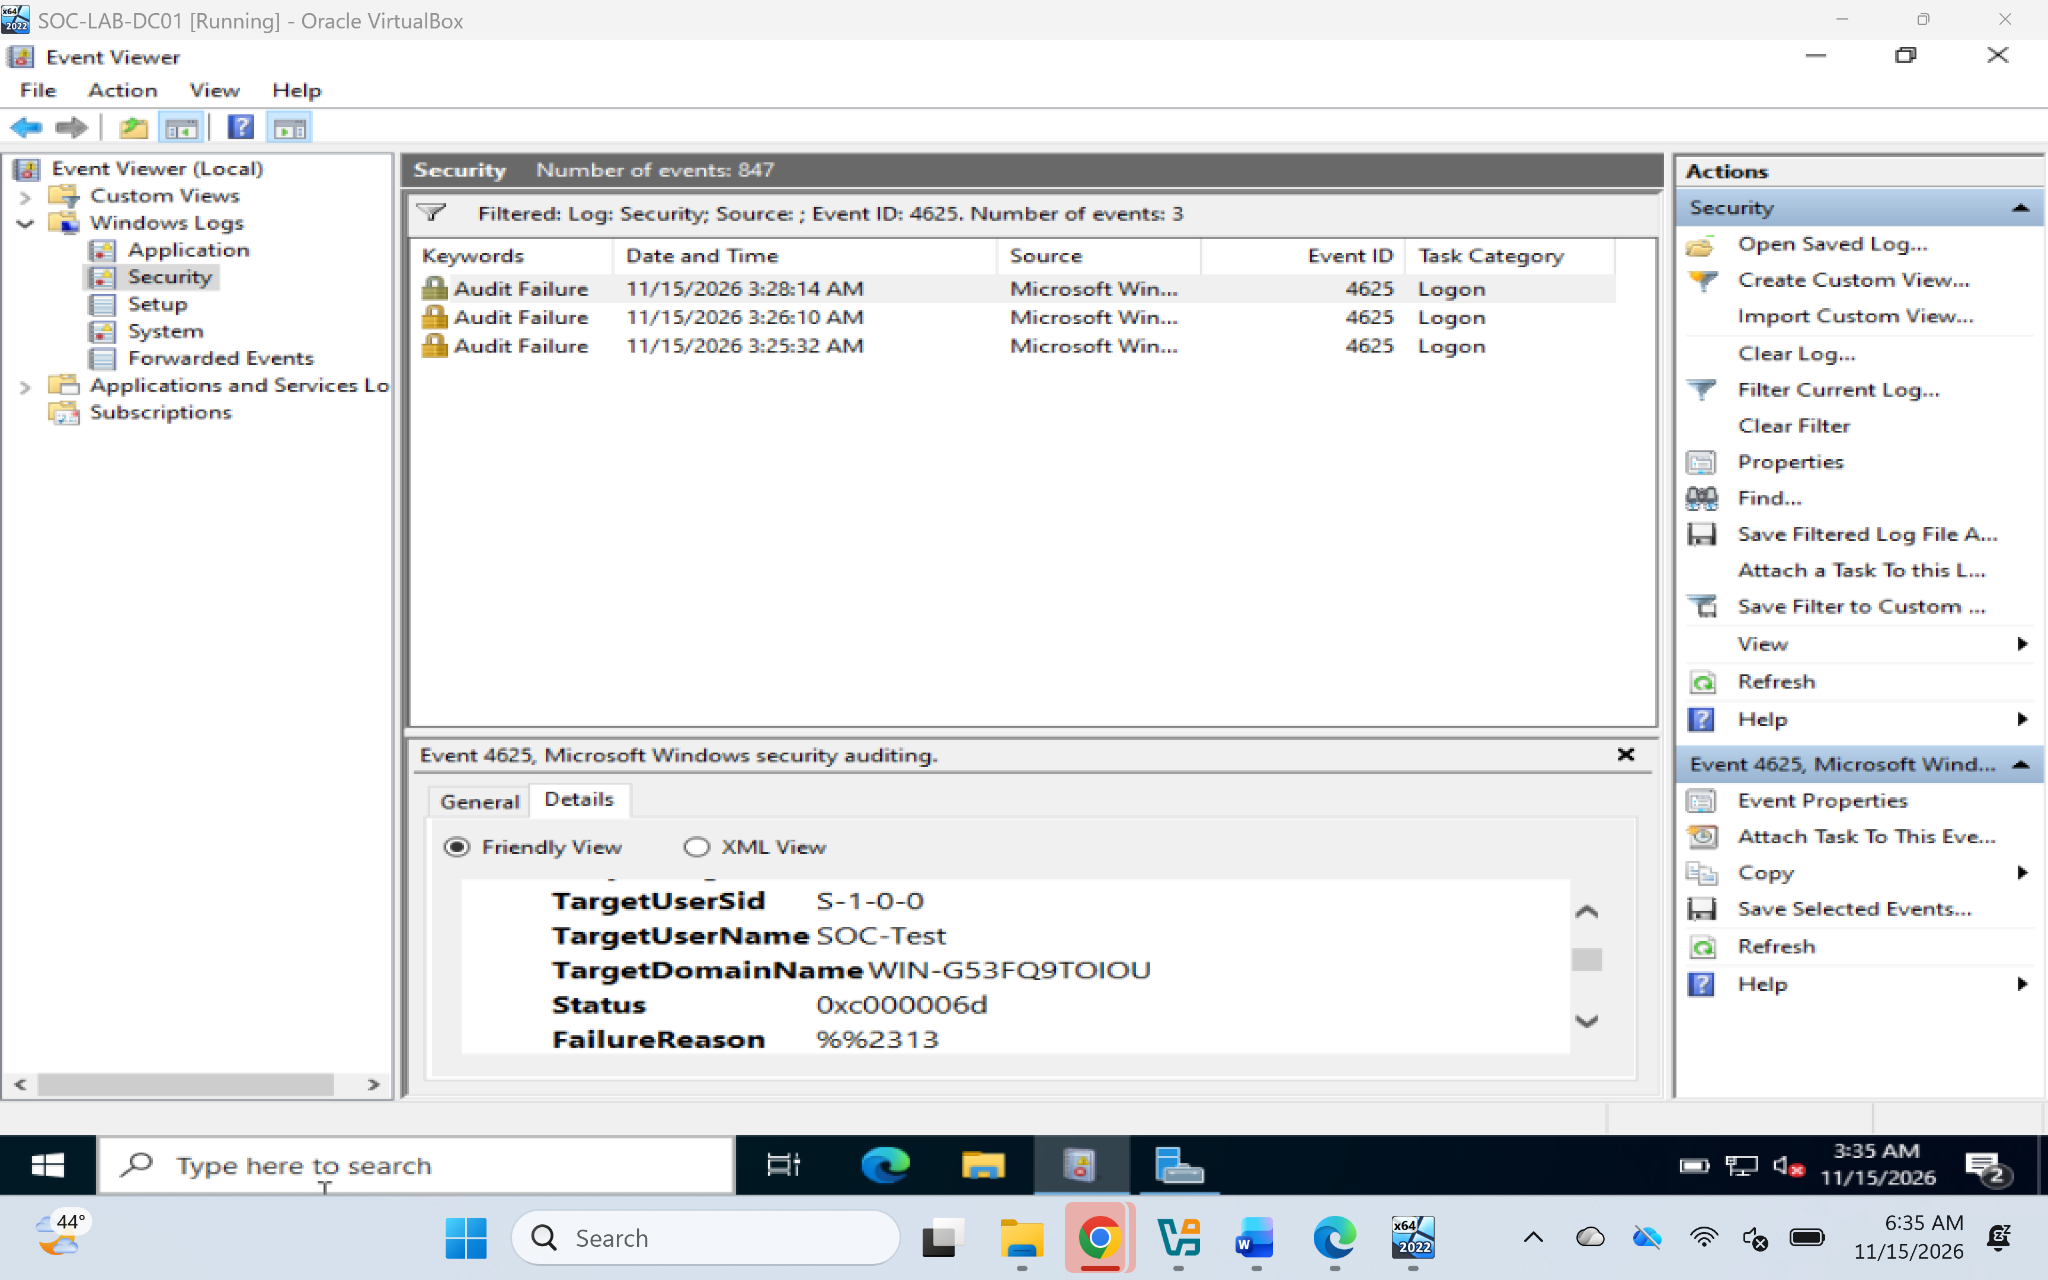 SOC-LAB-DC01 [Running] - Oracle VirtualBox
Event Viewer
File Action View Help
Event Viewer (Local)
Custom Views
Windows Logs
Application
Security
Setup
System
Forwarded Events
Applications and Services Lo
Subscriptions
Security Number of events: 847
Filtered: Log: Security; Source: ; Event ID: 4625. Number of events: 3
Keywords Date and Time Source Event ID Task Category
Audit Failure 11/15/2026 3:28:14 AM Microsoft Win... 4625 Logon
Audit Failure 11/15/2026 3:26:10 AM Microsoft Win... 4625 Logon
Audit Failure 11/15/2026 3:25:32 AM Microsoft Win... 4625 Logon
Event 4625, Microsoft Windows security auditing.
General Details
Friendly View XML View
TargetUserSid S-1-0-0
TargetUserName SOC-Test
TargetDomainName WIN-G53FQ9TOIOU
Status 0xc000006d
FailureReason %%2313
Actions
Security
Open Saved Log...
Create Custom View...
Import Custom View...
Clear Log...
Filter Current Log...
Clear Filter
Properties
Find...
Save Filtered Log File A...
Attach a Task To this L...
Save Filter to Custom ...
View
Refresh
Help
Event 4625, Microsoft Wind...
Event Properties
Attach Task To This Eve...
Copy
Save Selected Events...
Refresh
Help
Type here to search
3:35 AM
11/15/2026
2
44°
Search
x64
2022
6:35 AM
11/15/2026